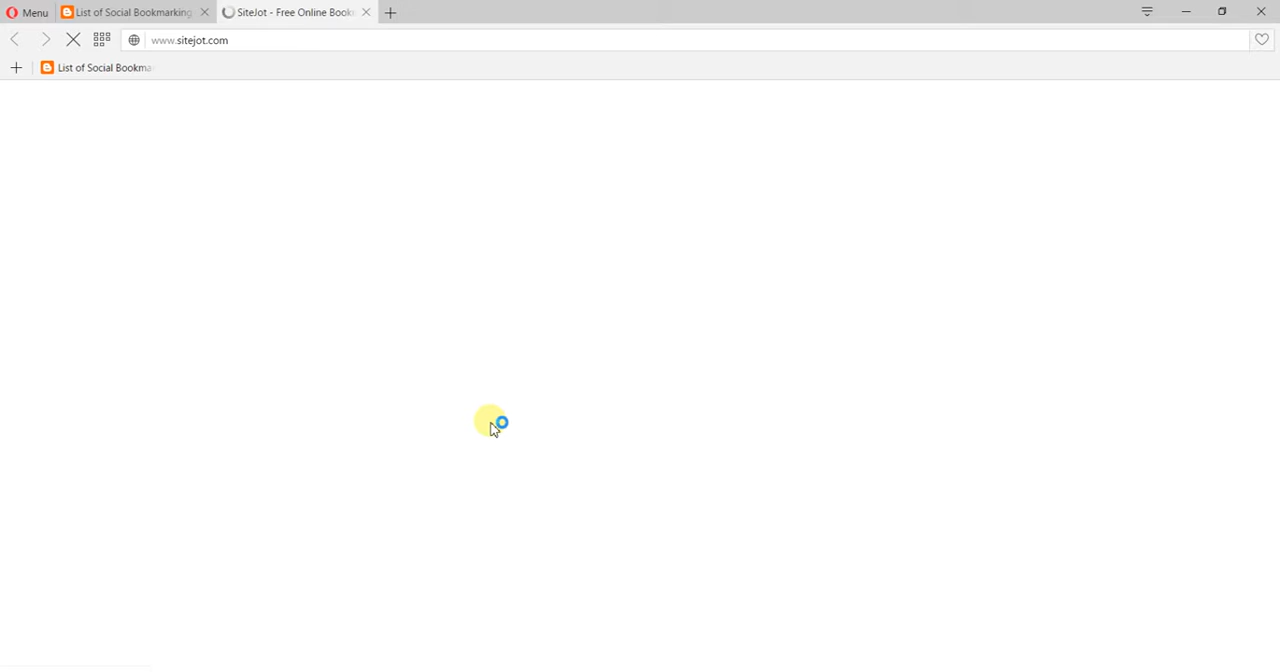 Menu
List of Social Bookmarking
SiteJot - Free Online Book
www.sitejot.com
List of Social Bookma